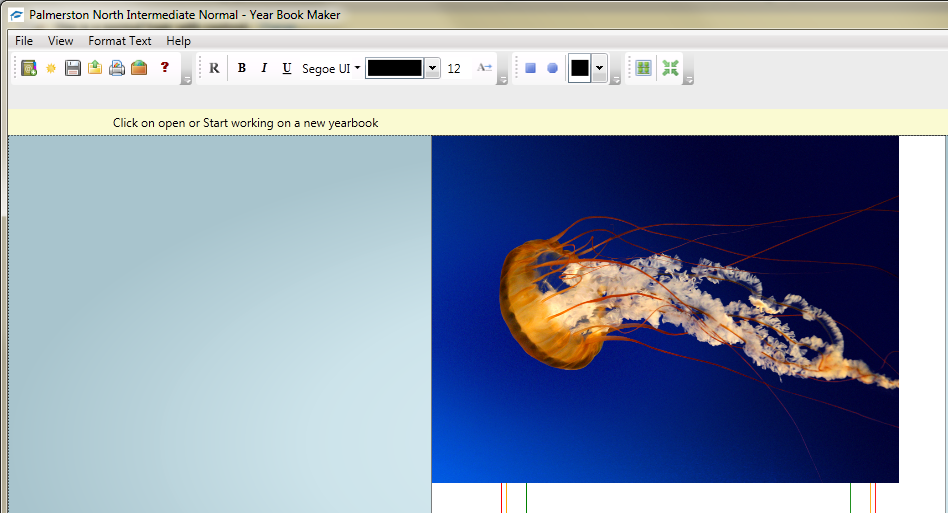 Palmerston North Intermediate Normal - Year Book Maker
File View Format Text Help
R B I U Segoe UI 12 A
Click on open or Start working on a new yearbook